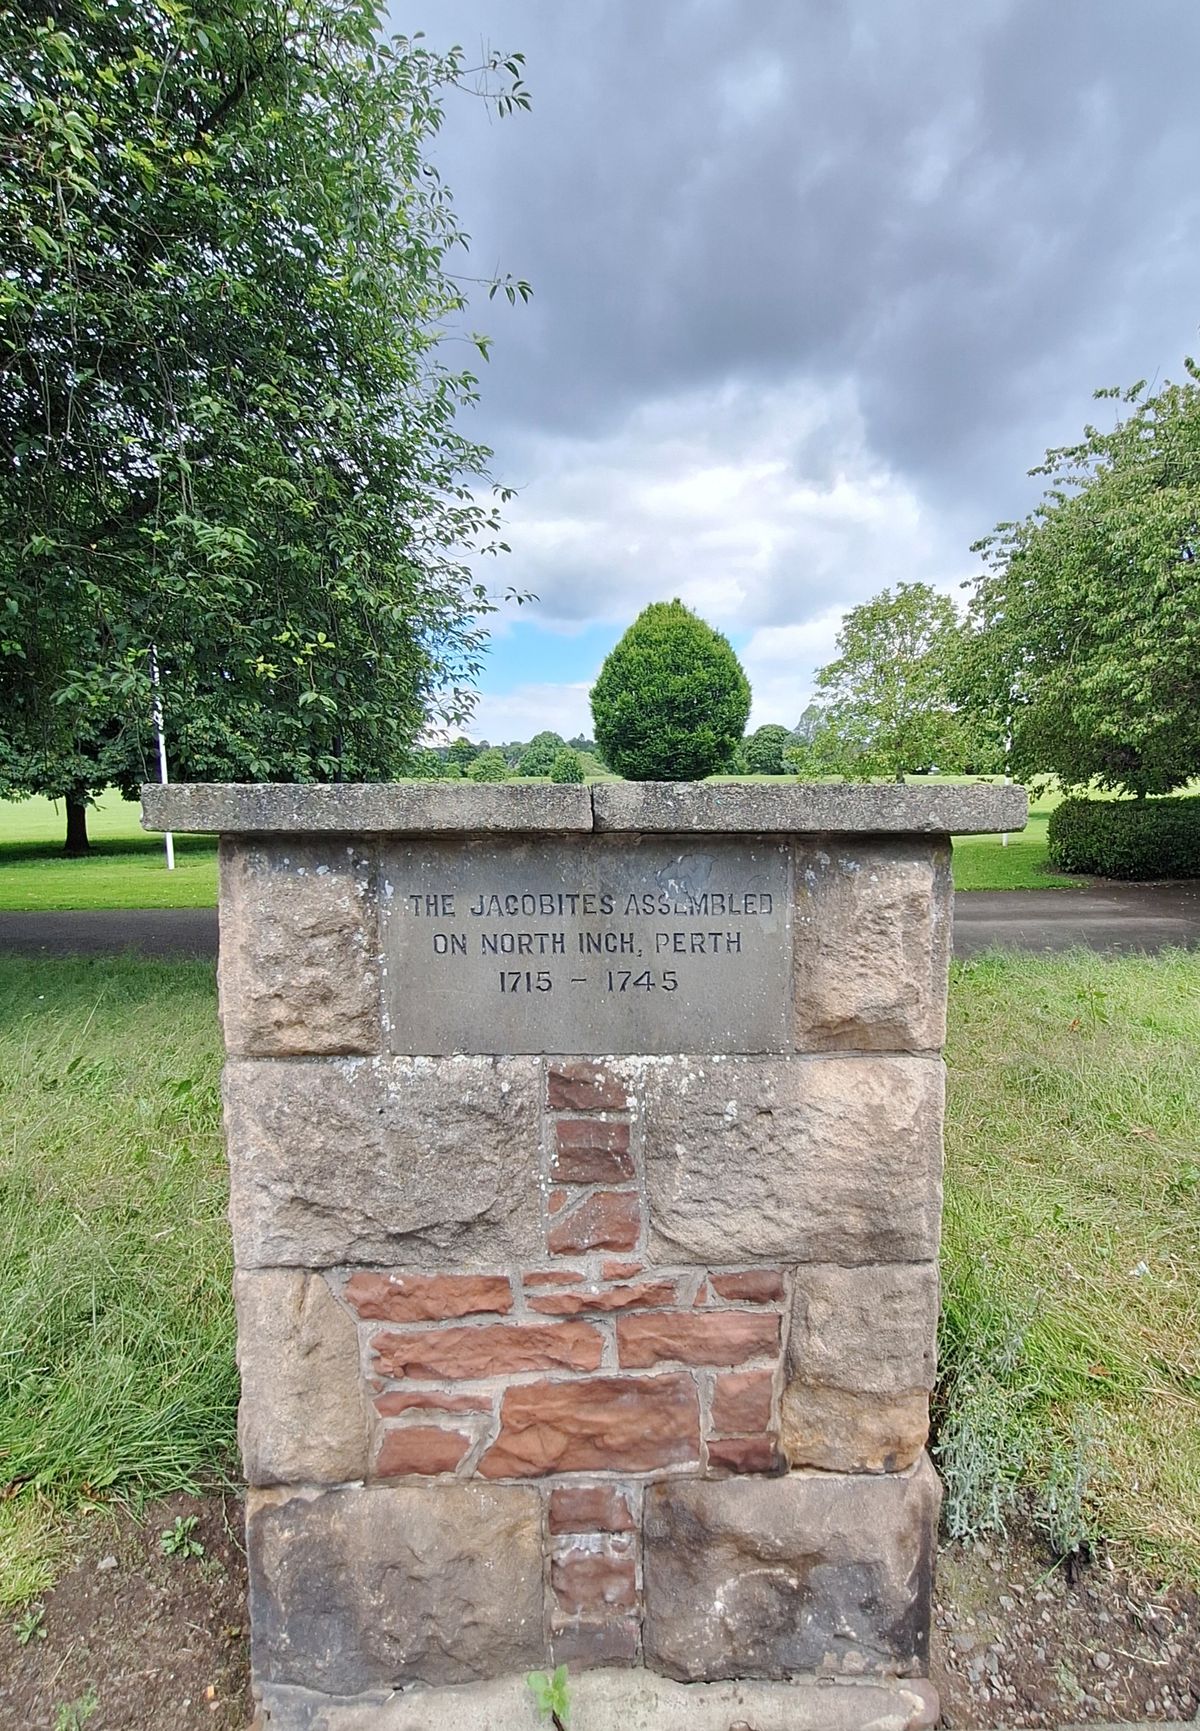 THE JACOBITES ASSEMBLED
ON NORTH INCH, PERTH
1715 - 1745